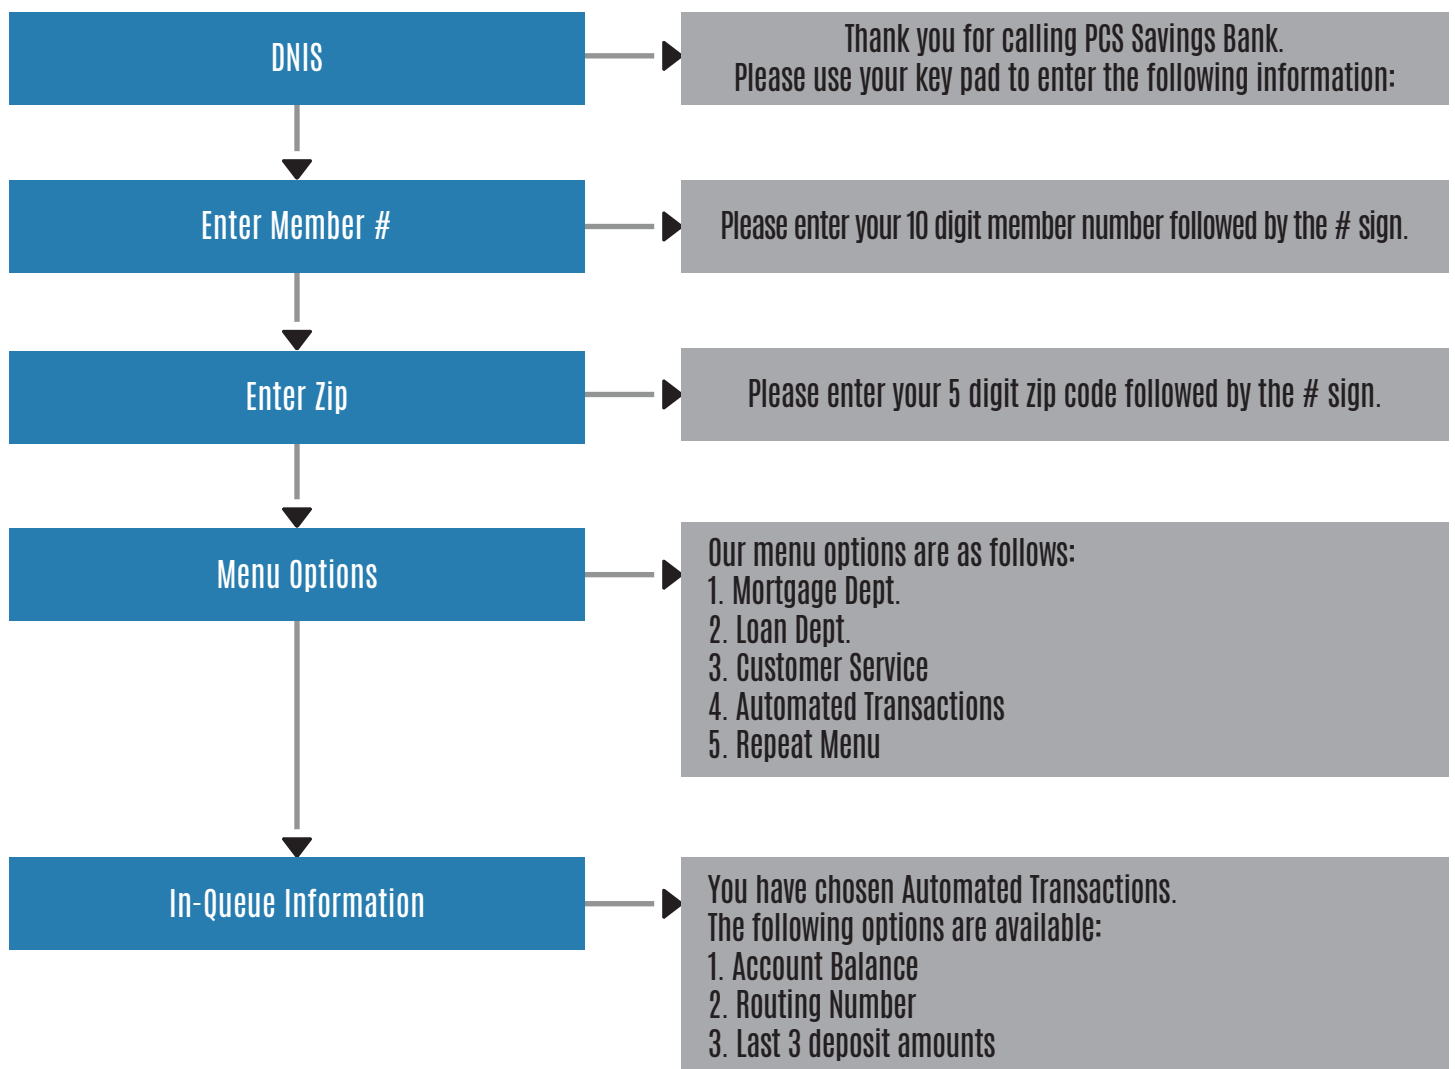 DNIS
Thank you for calling PCS Savings Bank.
Please use your key pad to enter the following information:
Enter Member #
Please enter your 10 digit member number followed by the # sign.
Enter Zip
Please enter your 5 digit zip code followed by the # sign.
Menu Options
Our menu options are as follows:
1. Mortgage Dept.
2. Loan Dept.
3. Customer Service
4. Automated Transactions
5. Repeat Menu
In-Queue Information
You have chosen Automated Transactions.
The following options are available:
1. Account Balance
2. Routing Number
3. Last 3 deposit amounts